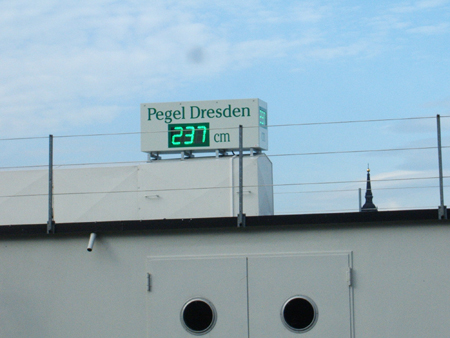 Pegel Dresden
237 cm